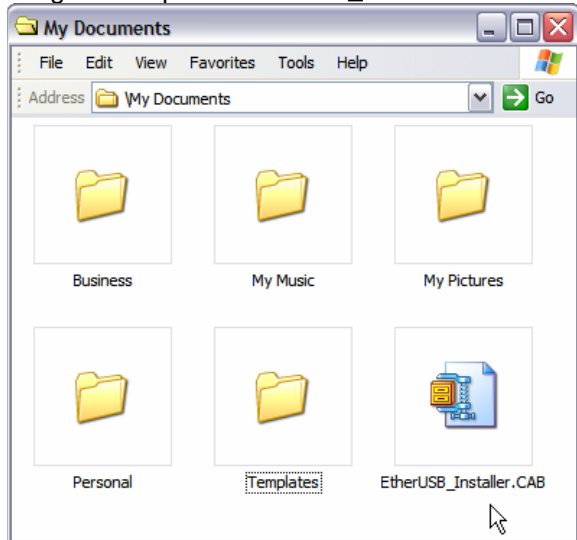 My Documents
File Edit View Favorites Tools Help
Address \My Documents Go
Business My Music My Pictures
Personal Templates EtherUSB_Installer.CAB